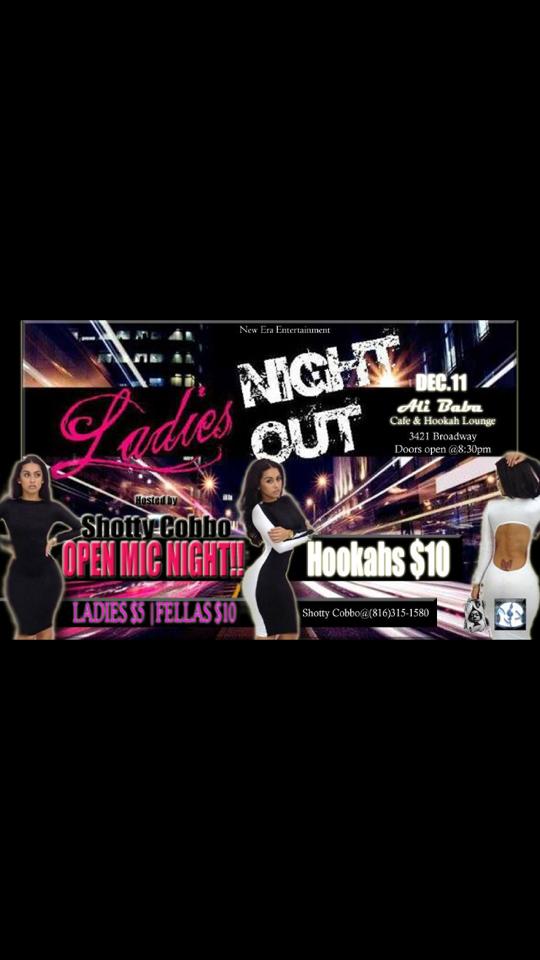 New Era Entertainment
Ladies
NIGHT
OUT
DEC.11
Ali Baba
Cafe & Hookah Lounge
3421 Broadway
Doors open @8:30pm
Hosted by
Shotty Cobbo
OPEN MIC NIGHT!!
Hookahs $10
LADIES $5 | FELLAS $10
Shotty Cobbo@(816)315-1580